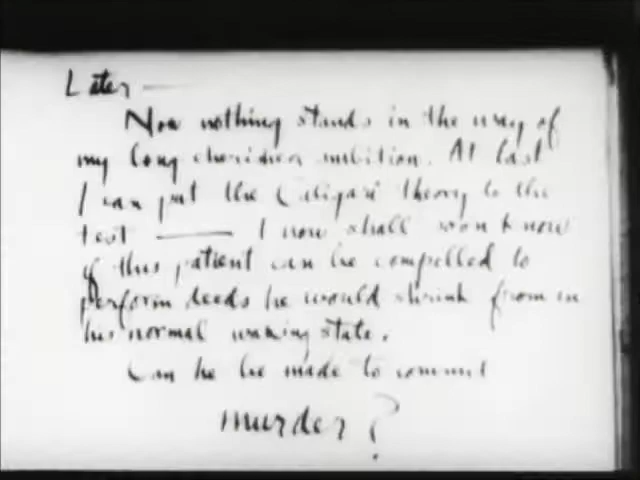 Later —
Now nothing stands in the way of
my long cherished ambition. At last
I can put the Caligari theory to the
test —— I now shall soon know
if this patient can be compelled to
perform deeds he would shrink from in
his normal waking state.
Can he be made to commit
murder?